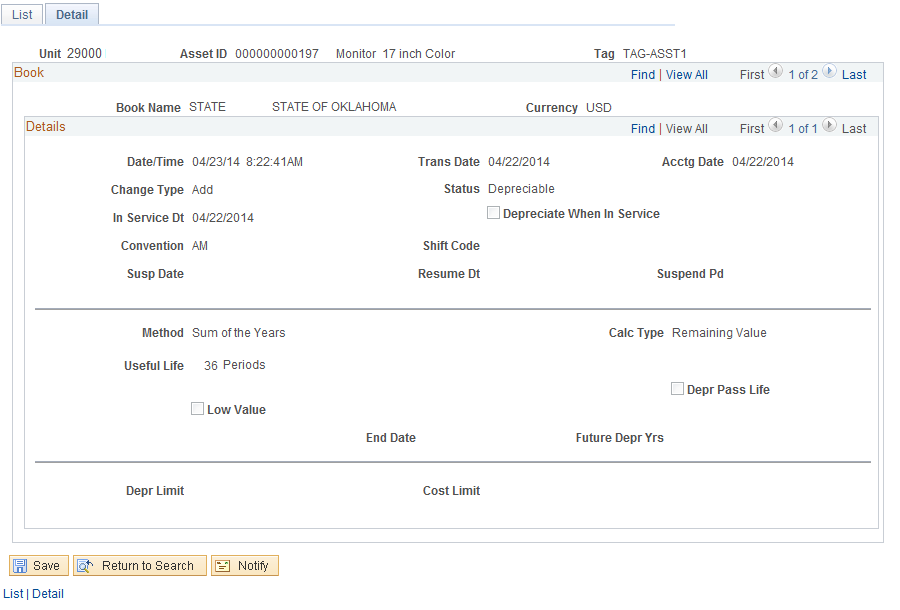 List Detail
Unit 29000 Asset ID 000000000197 Monitor 17 inch Color Tag TAG-ASST1
Book Find | View All First 1 of 2 Last
Book Name STATE STATE OF OKLAHOMA Currency USD
Details Find | View All First 1 of 1 Last
Date/Time 04/23/14 8:22:41AM Trans Date 04/22/2014 Acctg Date 04/22/2014
Change Type Add Status Depreciable
In Service Dt 04/22/2014 Depreciate When In Service
Convention AM Shift Code
Susp Date Resume Dt Suspend Pd
Method Sum of the Years Calc Type Remaining Value
Useful Life 36 Periods
Depr Pass Life
Low Value
End Date Future Depr Yrs
Depr Limit Cost Limit
Save Return to Search Notify
List | Detail